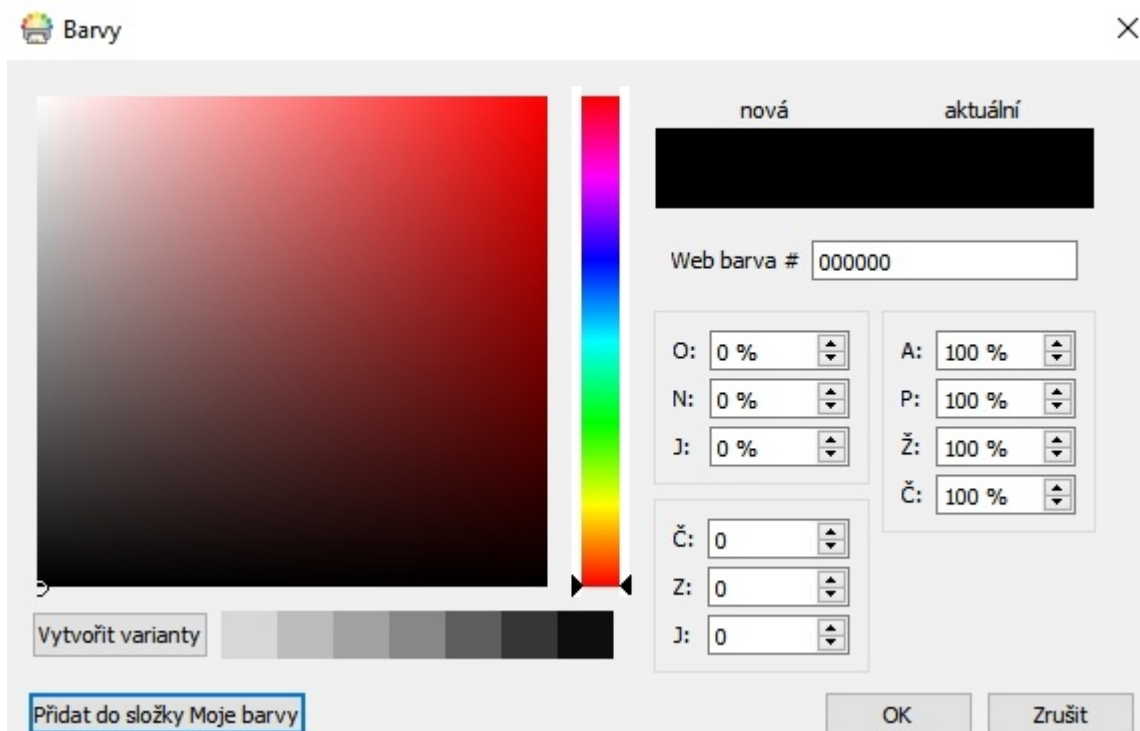 Barvy
nová aktuální
Web barva # 000000
O: 0 % A: 100 %
N: 0 % P: 100 %
J: 0 % Ž: 100 %
Č: 100 %
Č: 0
Z: 0
J: 0
Vytvořit varianty
Přidat do složky Moje barvy OK Zrušit